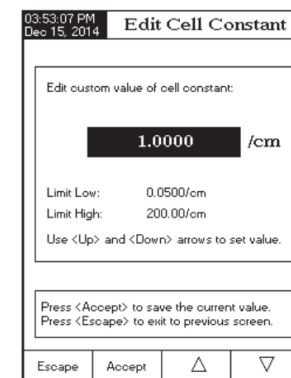 03:53:07 PM
Dec 15, 2014
Edit Cell Constant
Edit custom value of cell constant:
1.0000 /cm
Limit Low: 0.0500/cm
Limit High: 200.00/cm
Use <Up> and <Down> arrows to set value.
Press <Accept> to save the current value.
Press <Escape> to exit to previous screen.
Escape Accept △ ▽